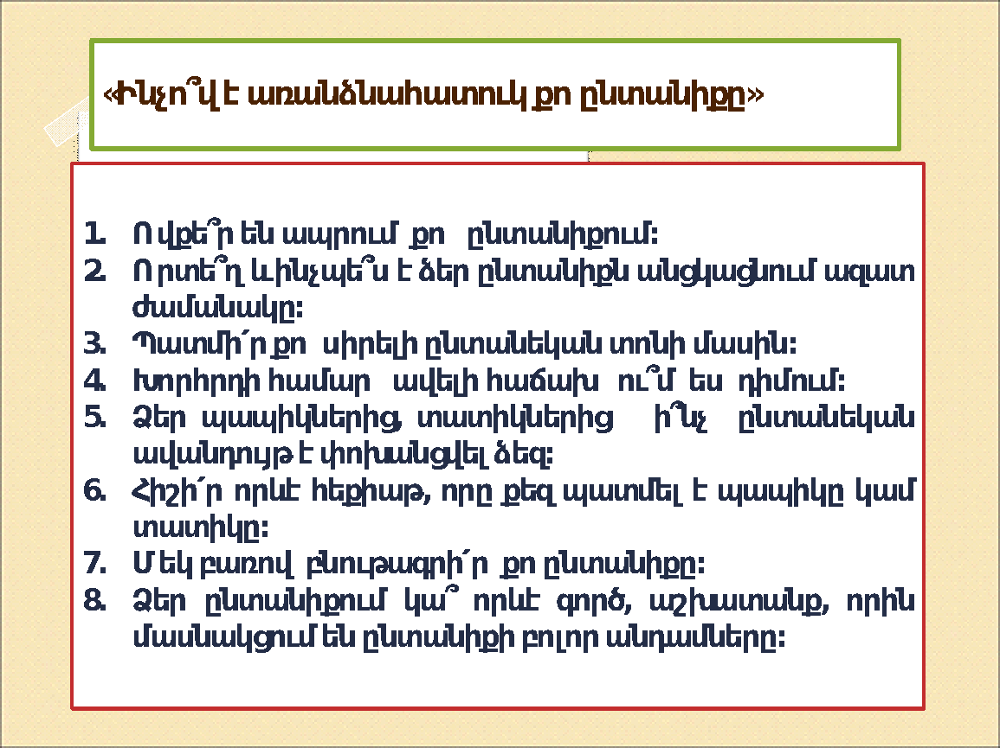 «Ինչո՞վ է առանձնահատուկ քո ընտանիքը»
1. Ովքե՞ր են ապրում քո ընտանիքում:
2. Որտե՞ղ և ինչպե՞ս է ձեր ընտանիքն անցկացնում ազատ
ժամանակը:
3. Պատմի՛ր քո սիրելի ընտանեկան տոնի մասին:
4. Խորհրդի համար ավելի հաճախ ու՞մ ես դիմում:
5. Ձեր պապիկներից, տատիկներից ի՞նչ ընտանեկան
ավանդույթ է փոխանցվել ձեզ:
6. Հիշի՛ր որևէ հեքիաթ, որը քեզ պատմել է պապիկը կամ
տատիկը:
7. Մեկ բառով բնութագրի՛ր քո ընտանիքը:
8. Ձեր ընտանիքում կա՞ որևէ գործ, աշխատանք, որին
մասնակցում են ընտանիքի բոլոր անդամները: